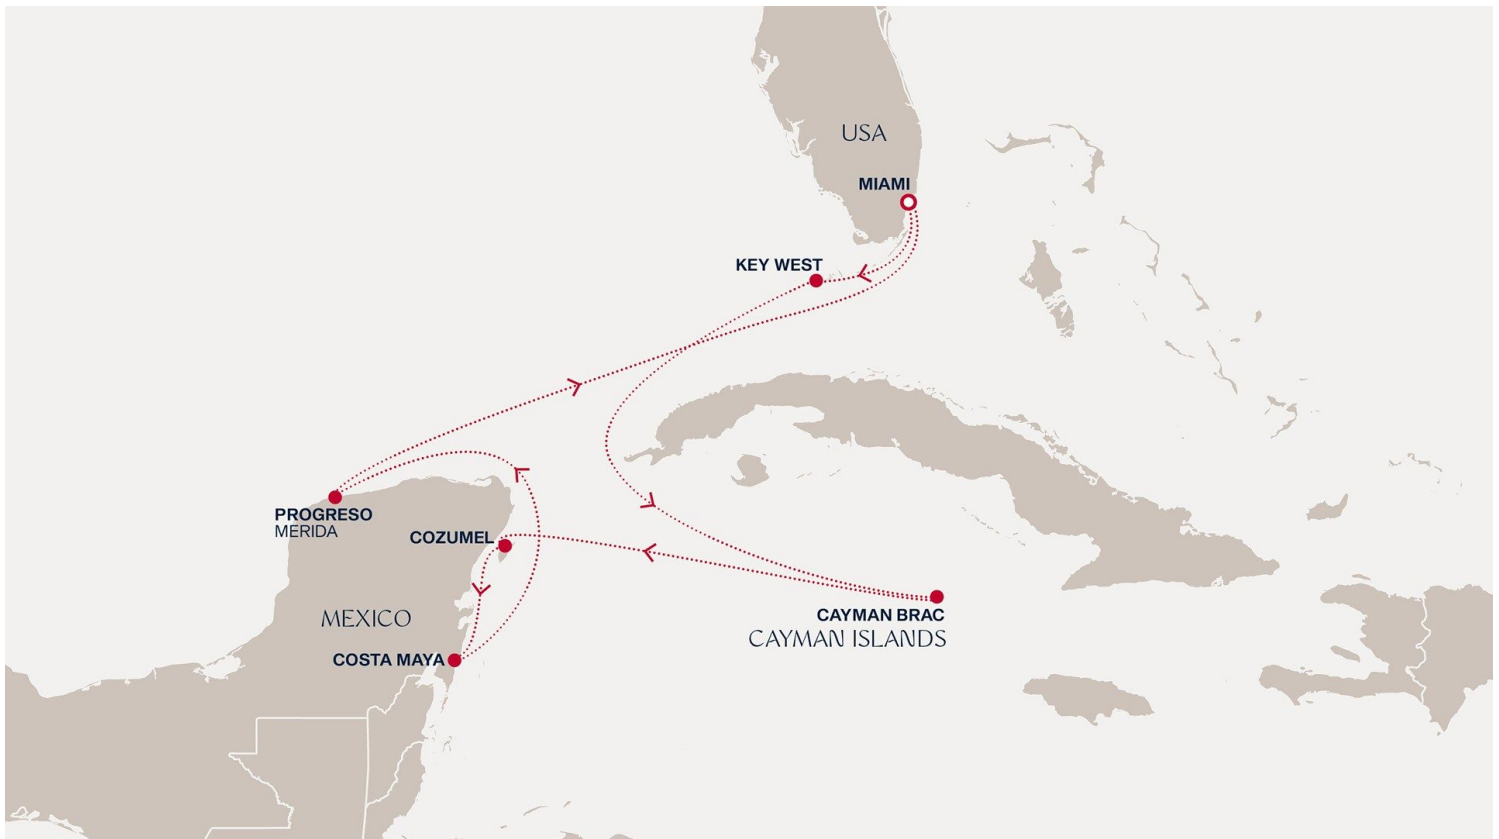 USA
MIAMI
KEY WEST
PROGRESO
MERIDA
COZUMEL
MEXICO
CAYMAN BRAC
CAYMAN ISLANDS
COSTA MAYA